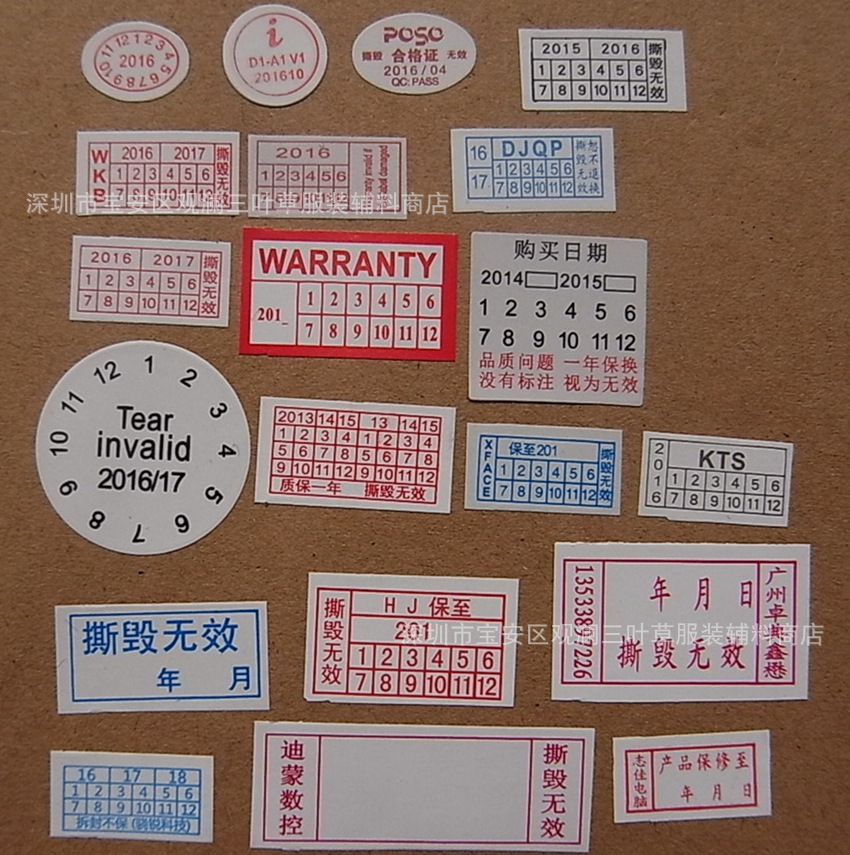 11 12 1 2 3 4 5 6 7 8 9 10
2016
i
D1-A1 V1
201610
POSO
撕毁 合格证 无效
2016/04
QC:PASS
2015 2016
1 2 3 4 5 6
7 8 9 10 11 12
撕毁无效
WKB
2016 2017
1 2 3 4 5 6
7 8 9 10 11 12
撕毁无效
2016
1 2 3 4 5 6
16
17
DJQP
1 2 3 4 5 6
7 8 9 10 11 12
撕毁无效
恕不退换
深圳市宝安区观澜三叶草服装辅料商店
2016 2017
1 2 3 4 5 6
7 8 9 10 11 12
撕毁无效
WARRANTY
201_
1 2 3 4 5 6
7 8 9 10 11 12
购买日期
2014 2015
1 2 3 4 5 6
7 8 9 10 11 12
品质问题 一年保换
没有标注 视为无效
1 2 3 4 5 6 7 8 9 10 11 12
Tear
invalid
2016/17
2013 14 15 13 14 15
1 2 3 4 1 2 3 4
5 6 7 8 5 6 7 8
9 10 11 12 9 10 11 12
质保一年 撕毁无效
XFACE
保至201
1 2 3 4 5 6
7 8 9 10 11 12
撕毁无效
2016
KTS
1 2 3 4 5 6
7 8 9 10 11 12
撕毁无效
年 月
撕毁无效
HJ 保至
201
1 2 3 4 5 6
7 8 9 10 11 12
年 月 日
撕毁无效
广州卓 鑫懋
深圳市宝安区观澜三叶草服装辅料商店
16 17 18
1 2 3 4 5 6
7 8 9 10 11 12
拆封不保(骁锐科技)
迪蒙数控
撕毁无效
志佳电脑
产品保修至
年 月 日